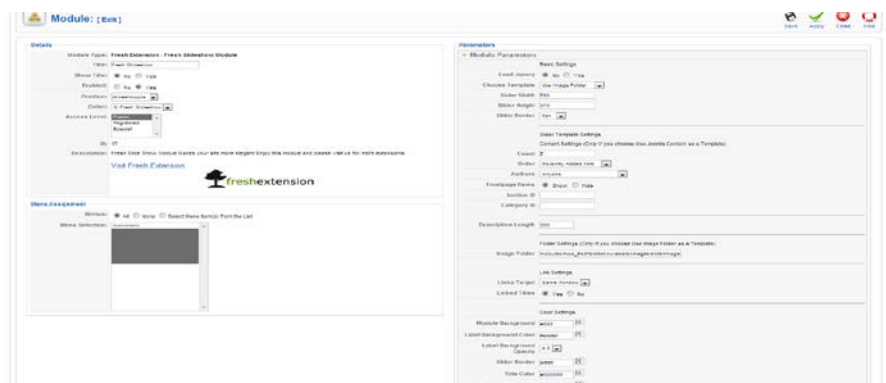 Module: [Edit]
Save Apply Close Help
Details
Module Type: Fresh Extension - Fresh Slideshow Module
Title: Fresh Slideshow
Show Title: No Yes
Enabled: No Yes
Position:
Order:
Access Level: Public
Registered
Special
ID:
Description: Fresh Slide Show Module makes your site more elegant! Enjoy this module and please visit us for more extensions.
Visit Fresh Extension
freshextension
Menu Assignment
Menus: All None Select Menu Item(s) from the List
Menu Selection:
Parameters
Module Parameters
Basic Settings
Load Jquery No Yes
Choose Template Use Image Folder
Slider Width
Slider Height
Slider Border
Slider Template Settings
Content Settings (Only if you choose Use Joomla Content as a Template)
Count
Order Recently Added First
Authors Anyone
Frontpage Items Show Hide
Section ID
Category ID
Description Length
Folder Settings (Only if you choose Use Image Folder as a Template)
Image Folder
Link Settings
Links Target Same Window
Linked Titles Yes No
Color Settings
Module Background
Label Background Color
Label Background Opacity
Slider Border
Title Color